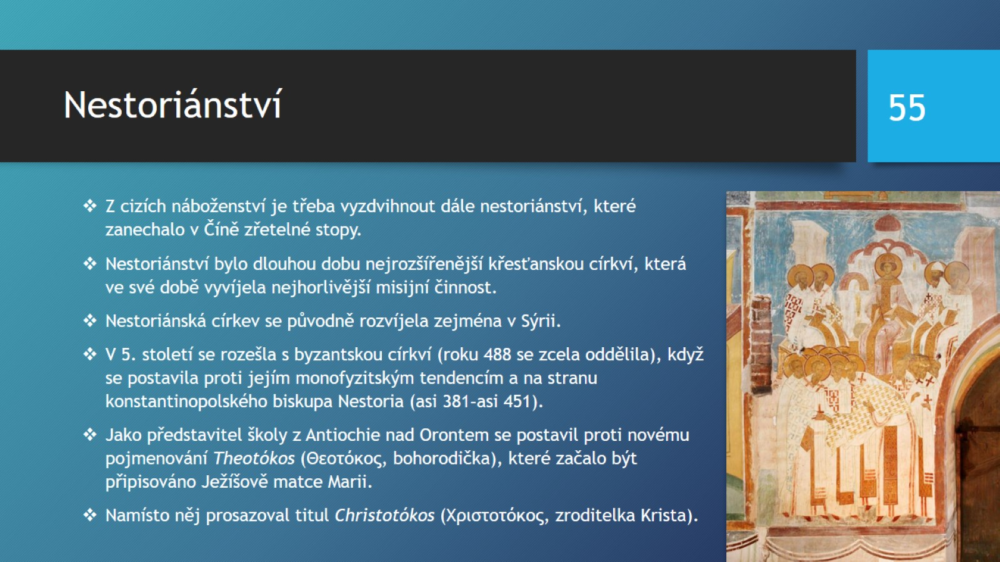 Nestoriánství
55
❖ Z cizích náboženství je třeba vyzdvihnout dále nestoriánství, které
zanechalo v Číně zřetelné stopy.
❖ Nestoriánství bylo dlouhou dobu nejrozšířenější křesťanskou církví, která
ve své době vyvíjela nejhorlivější misijní činnost.
❖ Nestoriánská církev se původně rozvíjela zejména v Sýrii.
❖ V 5. století se rozešla s byzantskou církví (roku 488 se zcela oddělila), když
se postavila proti jejím monofyzitským tendencím a na stranu
konstantinopolského biskupa Nestoria (asi 381–asi 451).
❖ Jako představitel školy z Antiochie nad Orontem se postavil proti novému
pojmenování Theotókos (Θεοτόκος, bohorodička), které začalo být
připisováno Ježíšově matce Marii.
❖ Namísto něj prosazoval titul Christotókos (Χριστοτόκος, zroditelka Krista).